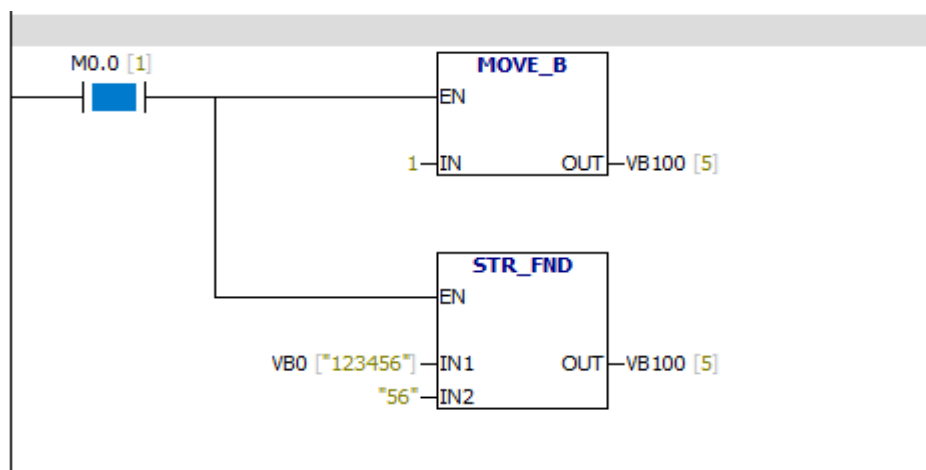 M0.0 [1]
MOVE_B
EN
1 IN OUT VB100 [5]
STR_FND
EN
VB0 ["123456"] IN1 OUT VB100 [5]
"56" IN2